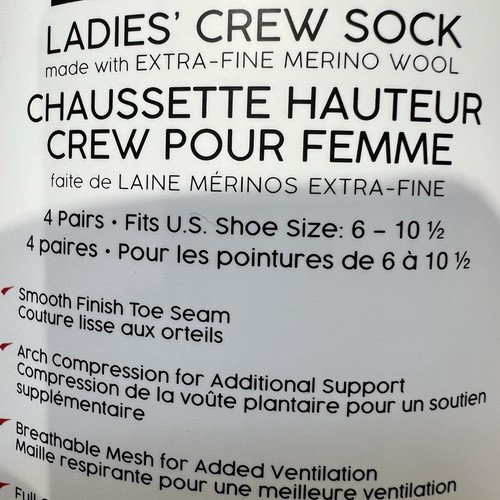 LADIES' CREW SOCK
made with EXTRA-FINE MERINO WOOL
CHAUSSETTE HAUTEUR
CREW POUR FEMME
faite de LAINE MÉRINOS EXTRA-FINE
4 Pairs • Fits U.S. Shoe Size: 6 – 10 ½
4 paires • Pour les pointures de 6 à 10 ½
Smooth Finish Toe Seam
Couture lisse aux orteils
Arch Compression for Additional Support
Compression de la voûte plantaire pour un soutien
supplémentaire
Breathable Mesh for Added Ventilation
Maille respirante pour une meilleure ventilation
Full